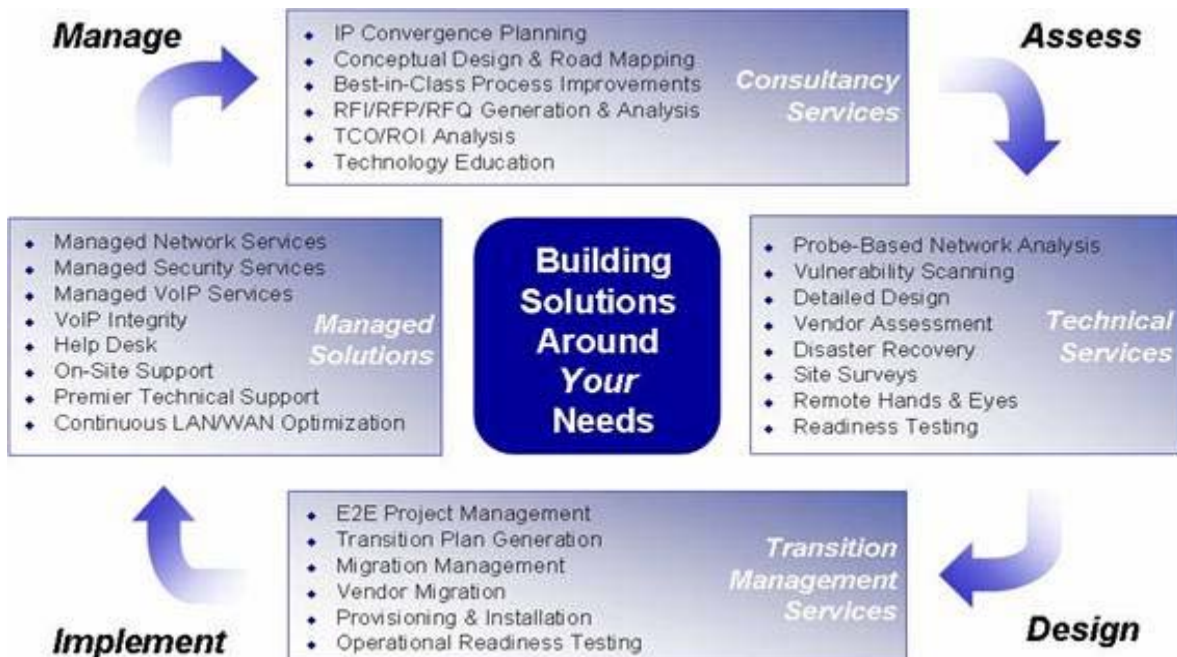 Manage
IP Convergence Planning
Conceptual Design & Road Mapping
Best-in-Class Process Improvements
RFI/RFP/RFQ Generation & Analysis
TCO/ROI Analysis
Technology Education
Consultancy
Services
Assess
Managed Network Services
Managed Security Services
Managed VoIP Services
VoIP Integrity
Help Desk
On-Site Support
Premier Technical Support
Continuous LAN/WAN Optimization
Managed
Solutions
Building
Solutions
Around
Your
Needs
Probe-Based Network Analysis
Vulnerability Scanning
Detailed Design
Vendor Assessment
Disaster Recovery
Site Surveys
Remote Hands & Eyes
Readiness Testing
Technical
Services
Implement
E2E Project Management
Transition Plan Generation
Migration Management
Vendor Migration
Provisioning & Installation
Operational Readiness Testing
Transition
Management
Services
Design